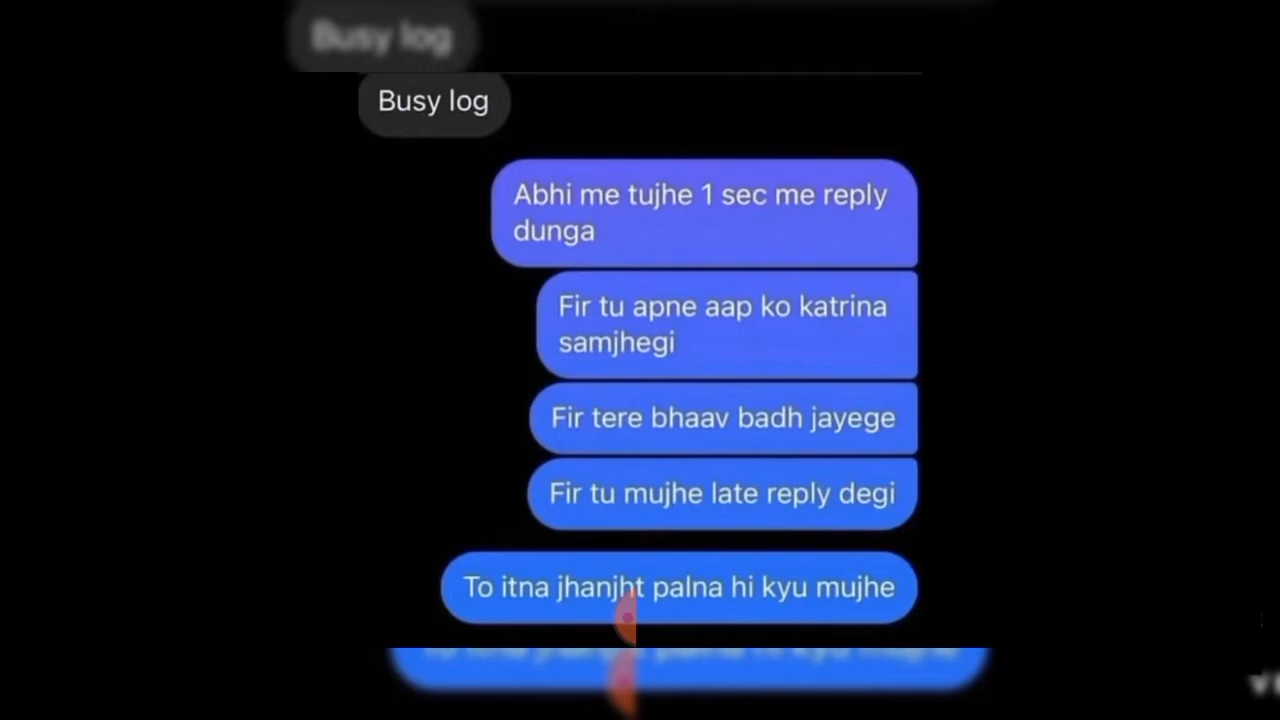 Busy log
Busy log
Abhi me tujhe 1 sec me reply
dunga
Fir tu apne aap ko katrina
samjhegi
Fir tere bhaav badh jayege
Fir tu mujhe late reply degi
To itna jhanjht palna hi kyu mujhe